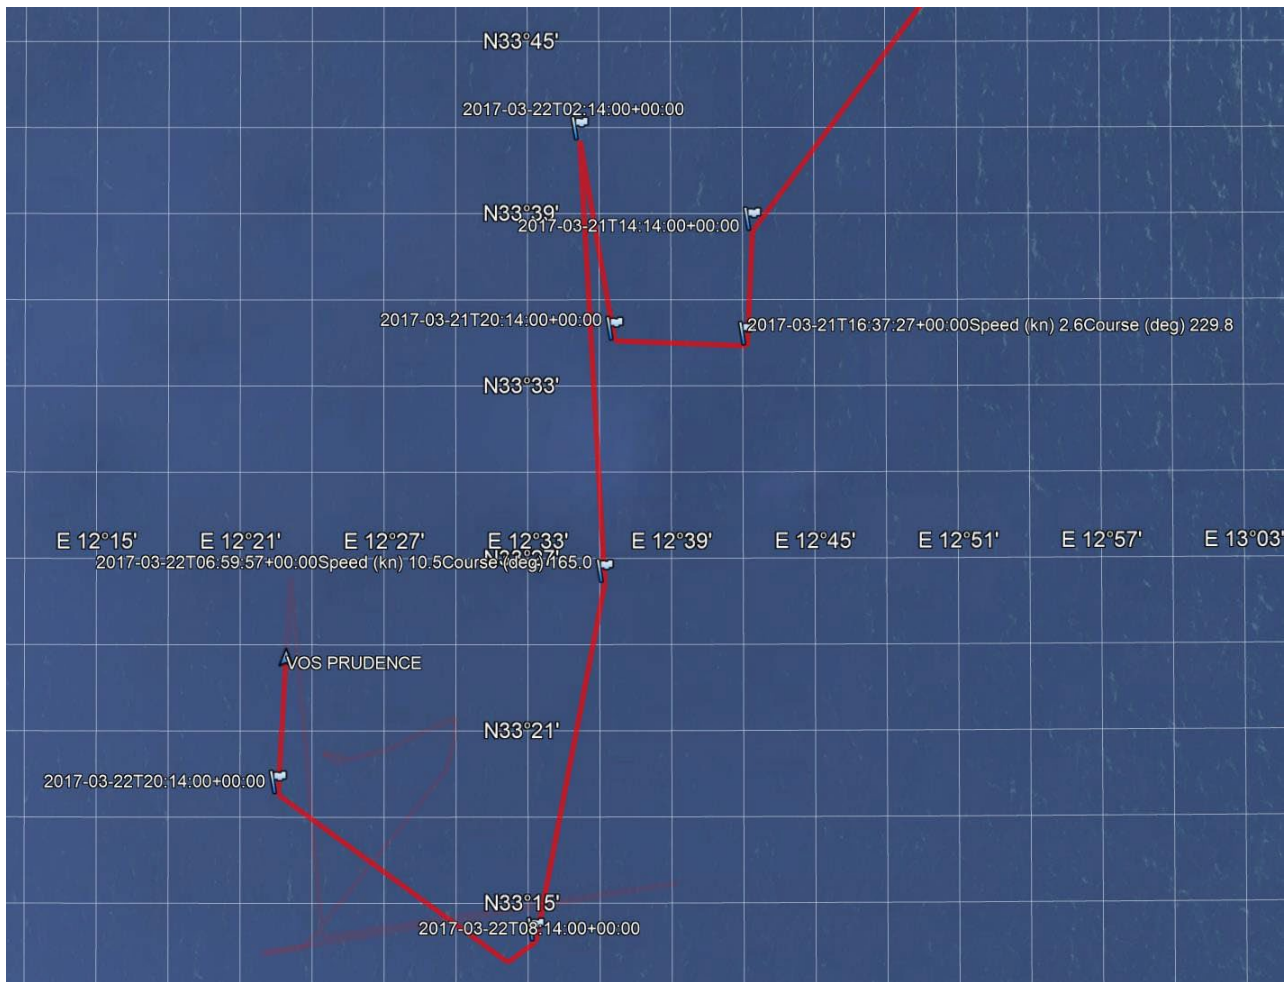 N33°45'
2017-03-22T02:14:00+00:00
N33°39'
2017-03-21T14:14:00+00:00
2017-03-21T20:14:00+00:00
2017-03-21T16:37:27+00:00Speed (kn) 2.6Course (deg) 229.8
N33°33'
E 12°15' E 12°21' E 12°27' E 12°33' E 12°39' E 12°45' E 12°51' E 12°57' E 13°03'
N33°27'
2017-03-22T06:59:57+00:00Speed (kn) 10.5Course (deg) 165.0
VOS PRUDENCE
N33°21'
2017-03-22T20:14:00+00:00
N33°15'
2017-03-22T08:14:00+00:00